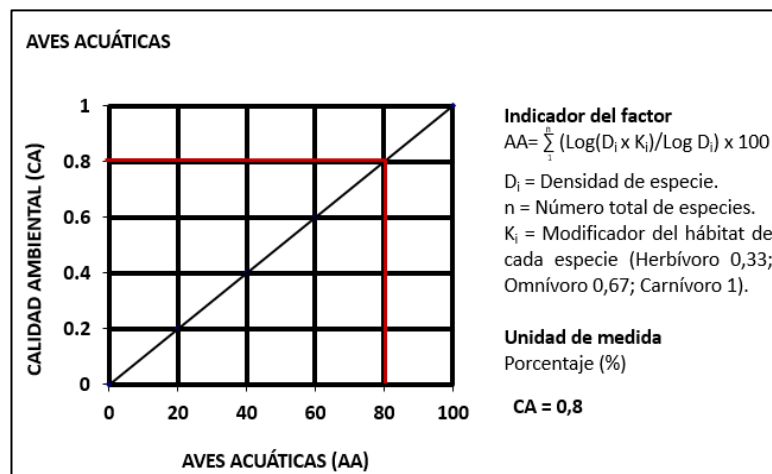 AVES ACUÁTICAS
CALIDAD AMBIENTAL (CA)
1
0.8
0.6
0.4
0.2
0
0 20 40 60 80 100
AVES ACUÁTICAS (AA)
Indicador del factor
AA= n ∑ 1 (Log(Di x Ki)/Log Di) x 100
Di = Densidad de especie.
n = Número total de especies.
Ki = Modificador del hábitat de
cada especie (Herbívoro 0,33;
Omnívoro 0,67; Carnívoro 1).
Unidad de medida
Porcentaje (%)
CA = 0,8